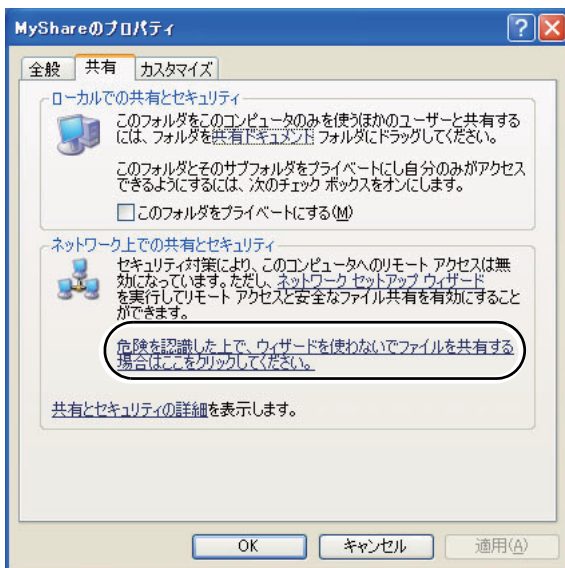 MyShareのプロパティ
全般 共有 カスタマイズ
ローカルでの共有とセキュリティ
このフォルダをこのコンピュータのみを使うほかのユーザーと共有する
には、フォルダを共有ドキュメント フォルダにドラッグしてください。
このフォルダとそのサブフォルダをプライベートにし自分のみがアクセス
できるようにするには、次のチェック ボックスをオンにします。
このフォルダをプライベートにする(M)
ネットワーク上での共有とセキュリティ
セキュリティ対策により、このコンピュータへのリモート アクセスは無
効になっています。ただし、ネットワーク セットアップ ウィザード
を実行してリモート アクセスと安全なファイル共有を有効にすること
ができます。
危険を認識した上で、ウィザードを使わないでファイルを共有する
場合はここをクリックしてください。
共有とセキュリティの詳細を表示します。
OK キャンセル 適用(A)